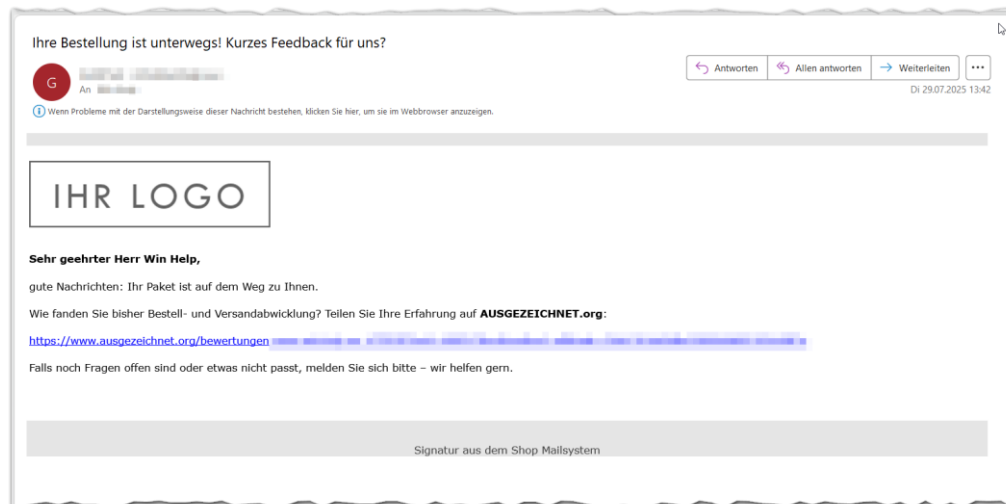 Ihre Bestellung ist unterwegs! Kurzes Feedback für uns?
G
An
Antworten
Allen antworten
Weiterleiten
Di 29.07.2025 13:42
Wenn Probleme mit der Darstellungsweise dieser Nachricht bestehen, klicken Sie hier, um sie im Webbrowser anzuzeigen.
IHR LOGO
Sehr geehrter Herr Win Help,
gute Nachrichten: Ihr Paket ist auf dem Weg zu Ihnen.
Wie fanden Sie bisher Bestell- und Versandabwicklung? Teilen Sie Ihre Erfahrung auf AUSGEZEICHNET.org:
https://www.ausgezeichnet.org/bewertungen
Falls noch Fragen offen sind oder etwas nicht passt, melden Sie sich bitte – wir helfen gern.
Signatur aus dem Shop Mailsystem